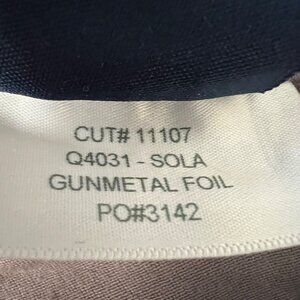 CUT# 11107
Q4031 - SOLA
GUNMETAL FOIL
PO#3142